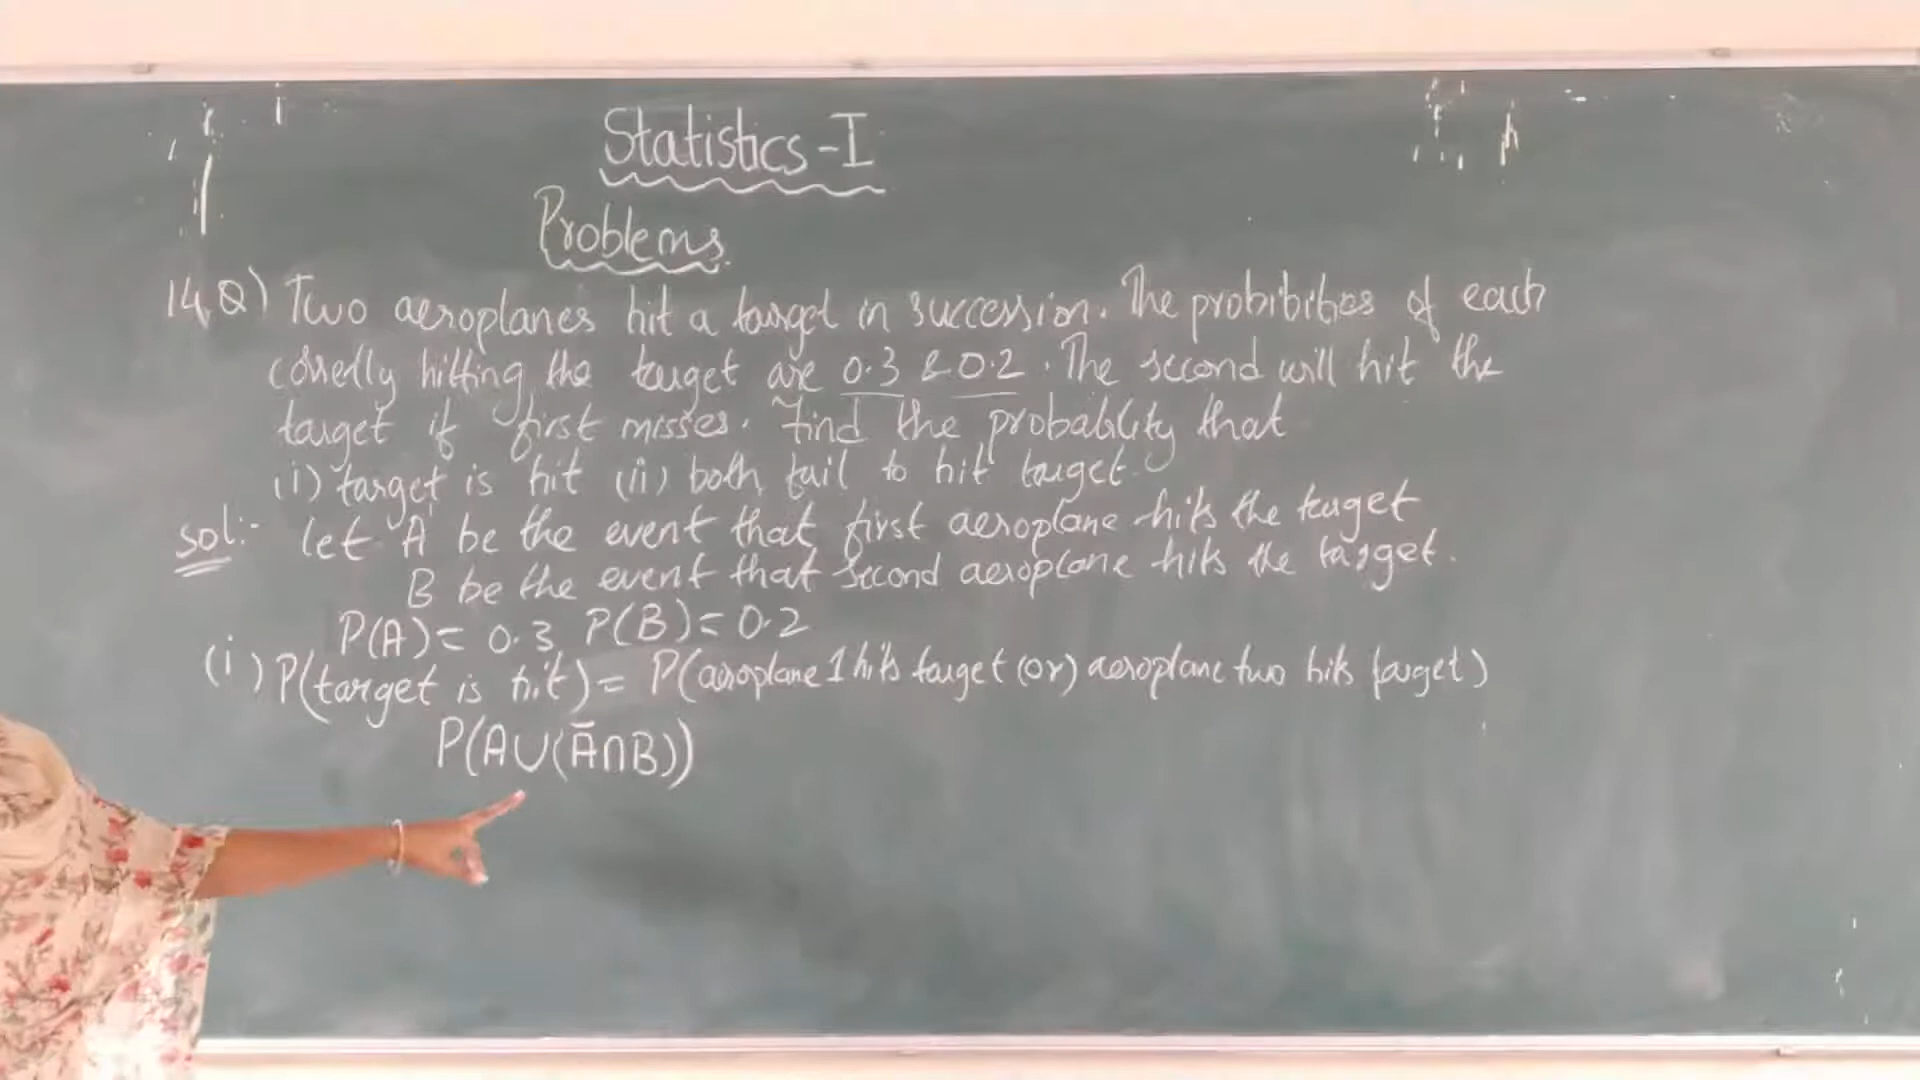 Statistics-I
Problems.
14,Q) Two aeroplanes hit a target in succession. The probibibities of each
correctly hitting the target are 0.3 & 0.2. The second will hit the
target if first misses. Find the probability that
(i) target is hit (ii) both fail to hit target.
Sol:- let A be the event that first aeroplane hits the target
B be the event that second aeroplane hits the target.
P(A) = 0.3, P(B) = 0.2
(i) P(target is hit) = P(aeroplane 1 hits target (or) aeroplane two hits target)
P(A∪(Ā∩B))